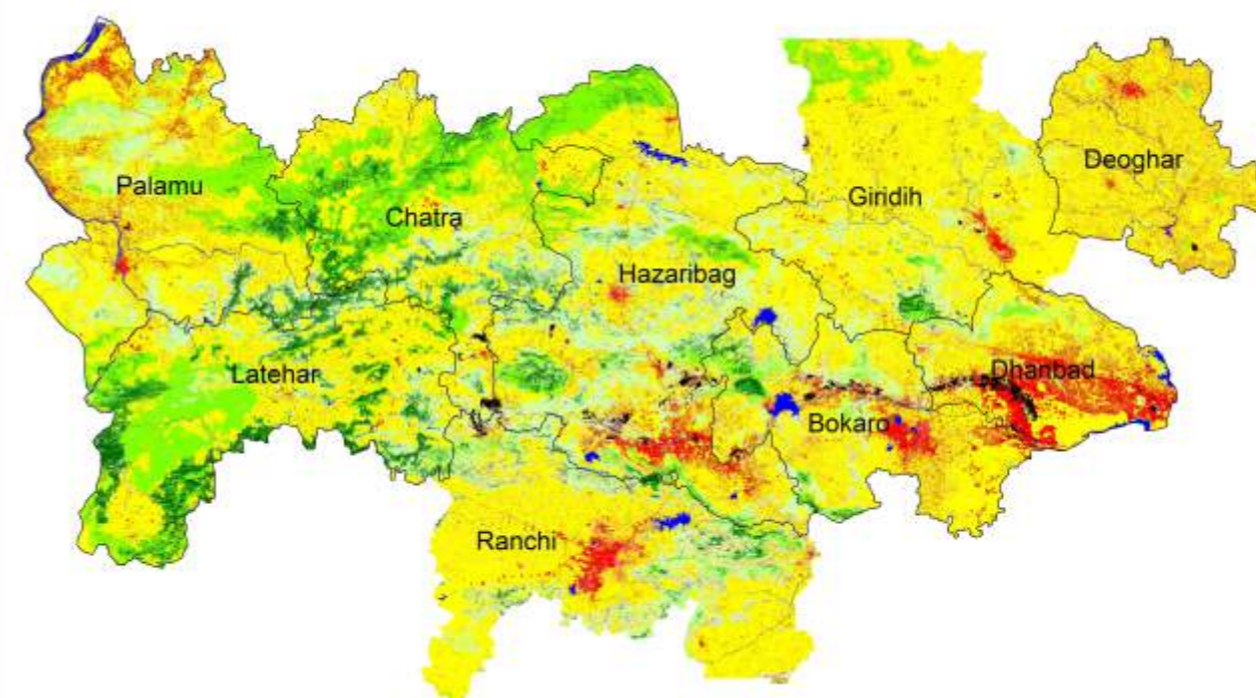 Palamu
Chatra
Giridih
Deoghar
Hazaribag
Latehar
Dhanbad
Bokaro
Ranchi